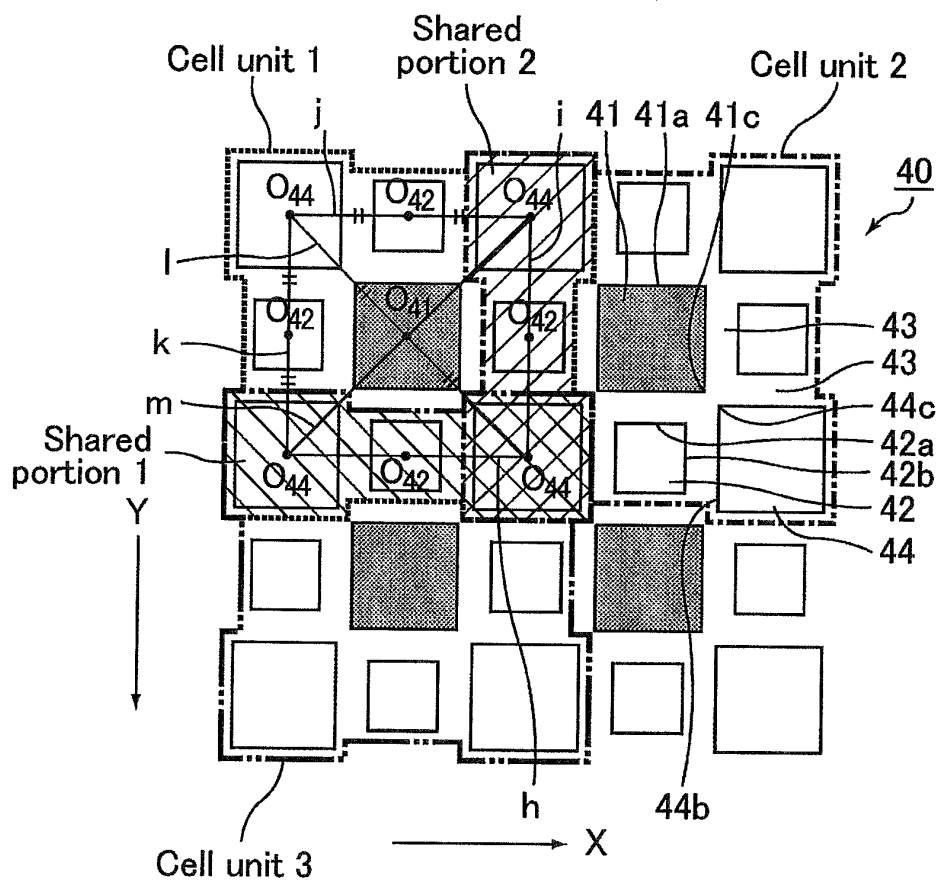 Shared
portion 2
Cell unit 1
Cell unit 2
j
i
41
41a
41c
40
O44
O42
O44
l
O42
O41
O42
43
k
43
m
44c
Shared
portion 1
42a
42b
O44
O42
O44
42
Y
44
h
44b
X
Cell unit 3